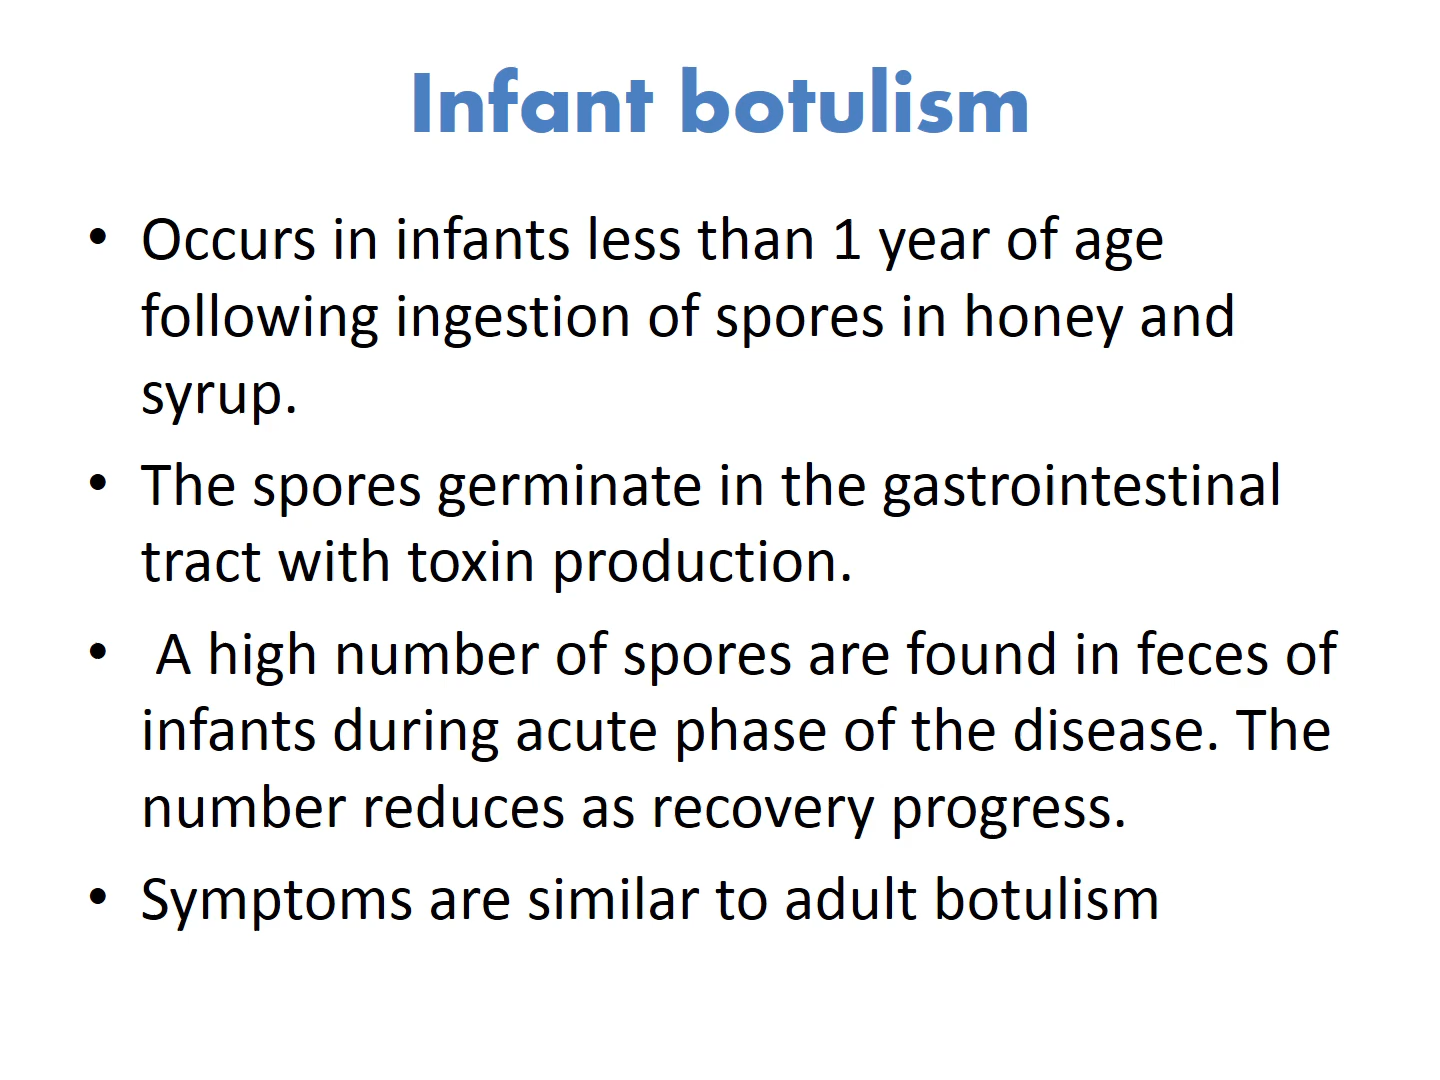 Infant botulism
• Occurs in infants less than 1 year of age
following ingestion of spores in honey and
syrup.
• The spores germinate in the gastrointestinal
tract with toxin production.
• A high number of spores are found in feces of
infants during acute phase of the disease. The
number reduces as recovery progress.
• Symptoms are similar to adult botulism